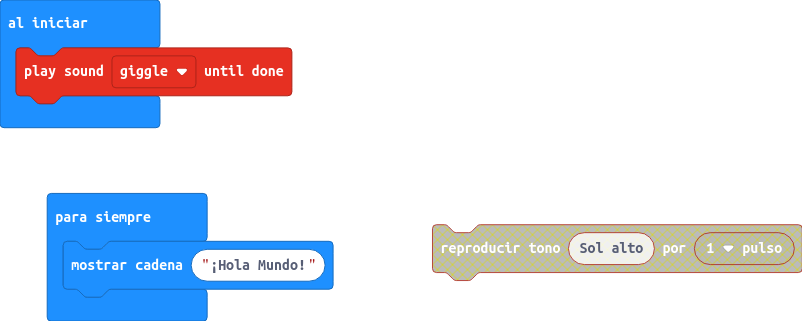 al iniciar
play sound giggle until done
para siempre
mostrar cadena "¡Hola Mundo!"
reproducir tono Sol alto por 1 pulso